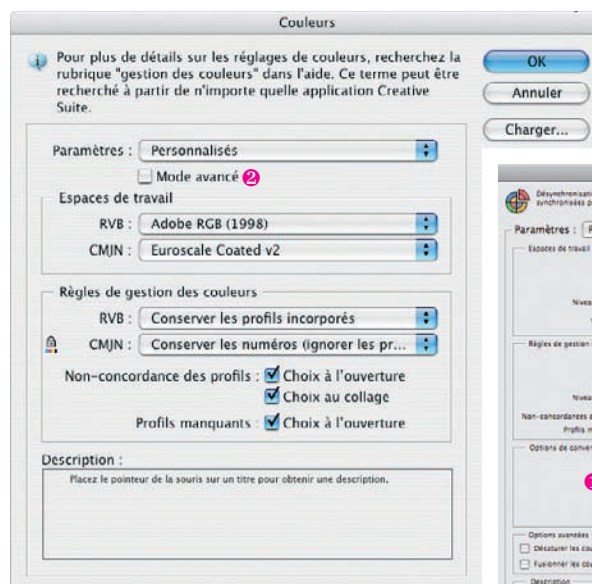 Couleurs
Pour plus de détails sur les réglages de couleurs, recherchez la
rubrique "gestion des couleurs" dans l'aide. Ce terme peut être
recherché à partir de n'importe quelle application Creative
Suite.
OK
Annuler
Charger...
Paramètres : Personnalisés
Mode avancé 2
Espaces de travail
RVB : Adobe RGB (1998)
CMJN : Euroscale Coated v2
Règles de gestion des couleurs
RVB : Conserver les profils incorporés
CMJN : Conserver les numéros (ignorer les pr...
Non-concordance des profils : Choix à l'ouverture
Choix au collage
Profils manquants : Choix à l'ouverture
Description :
Placez le pointeur de la souris sur un titre pour obtenir une description.
Paramètres :
Espaces de travail
Règles de gestion
Options avancées
Désaturer les
Fusionner les
Description